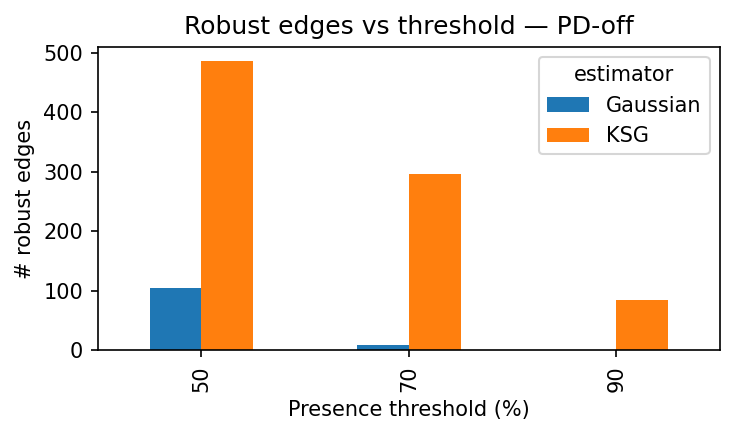 Robust edges vs threshold — PD-off
# robust edges
500
400
300
200
100
0
estimator
Gaussian
KSG
50
70
90
Presence threshold (%)